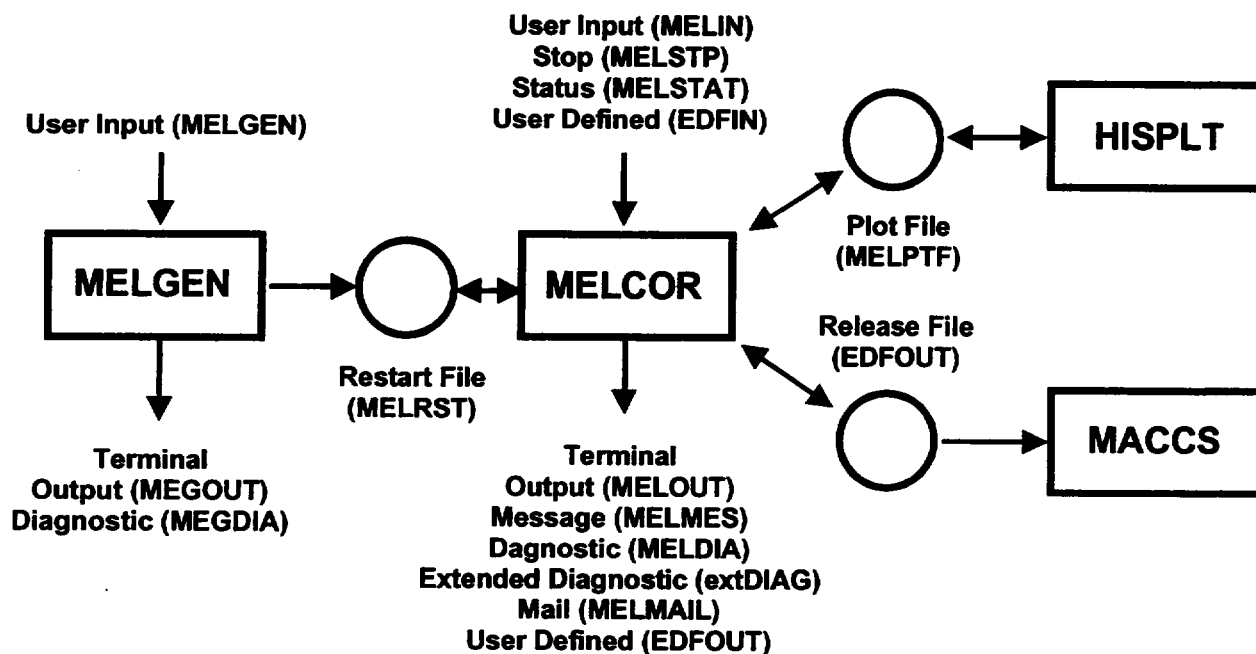 User Input (MELGEN)
MELGEN
Terminal
Output (MEGOUT)
Diagnostic (MEGDIA)
Restart File
(MELRST)
User Input (MELIN)
Stop (MELSTP)
Status (MELSTAT)
User Defined (EDFIN)
MELCOR
Terminal
Output (MELOUT)
Message (MELMES)
Dagnostic (MELDIA)
Extended Diagnostic (extDIAG)
Mail (MELMAIL)
User Defined (EDFOUT)
Plot File
(MELPTF)
HISPLT
Release File
(EDFOUT)
MACCS